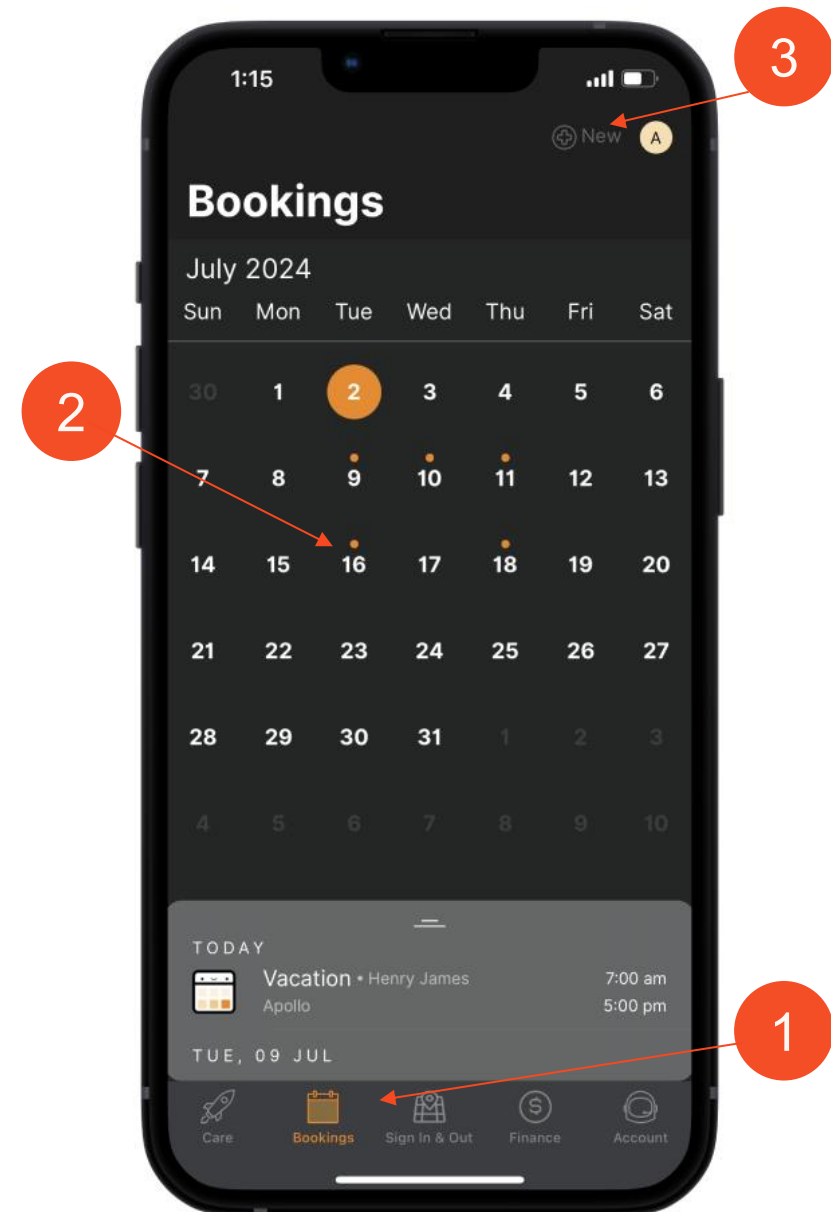 3
1:15
New A
Bookings
July 2024
Sun Mon Tue Wed Thu Fri Sat
30 1 2 3 4 5 6
2
7 8 9 10 11 12 13
14 15 16 17 18 19 20
21 22 23 24 25 26 27
28 29 30 31 1 2 3
4 5 6 7 8 9 10
TODAY
Vacation • Henry James 7:00 am
Apollo 5:00 pm
1
TUE, 09 JUL
Care Bookings Sign In & Out Finance Account